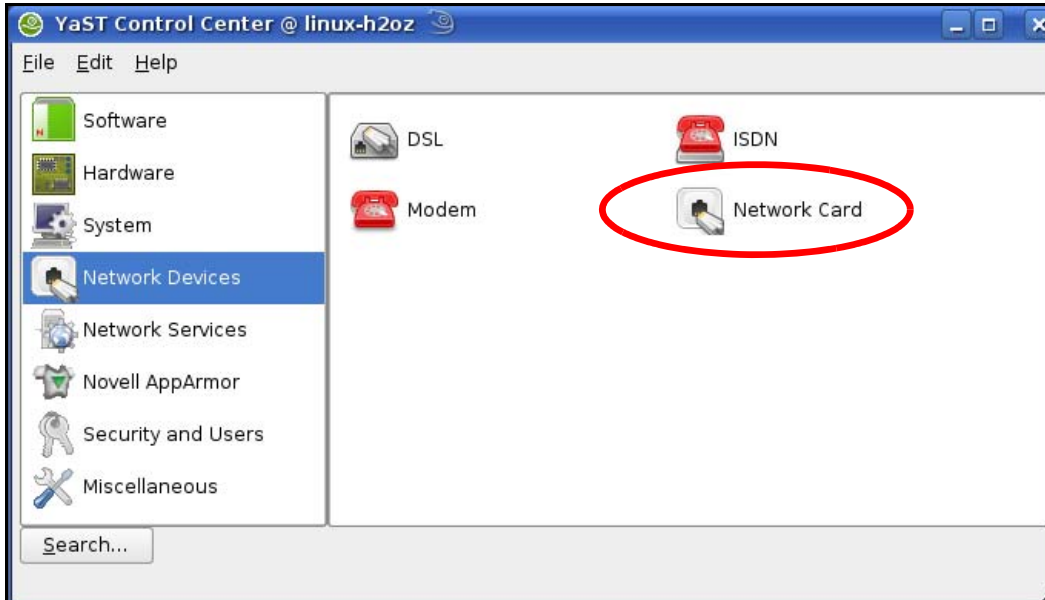 YaST Control Center @ linux-h2oz
File Edit Help
Software
Hardware
System
Network Devices
Network Services
Novell AppArmor
Security and Users
Miscellaneous
DSL
ISDN
Modem
Network Card
Search...